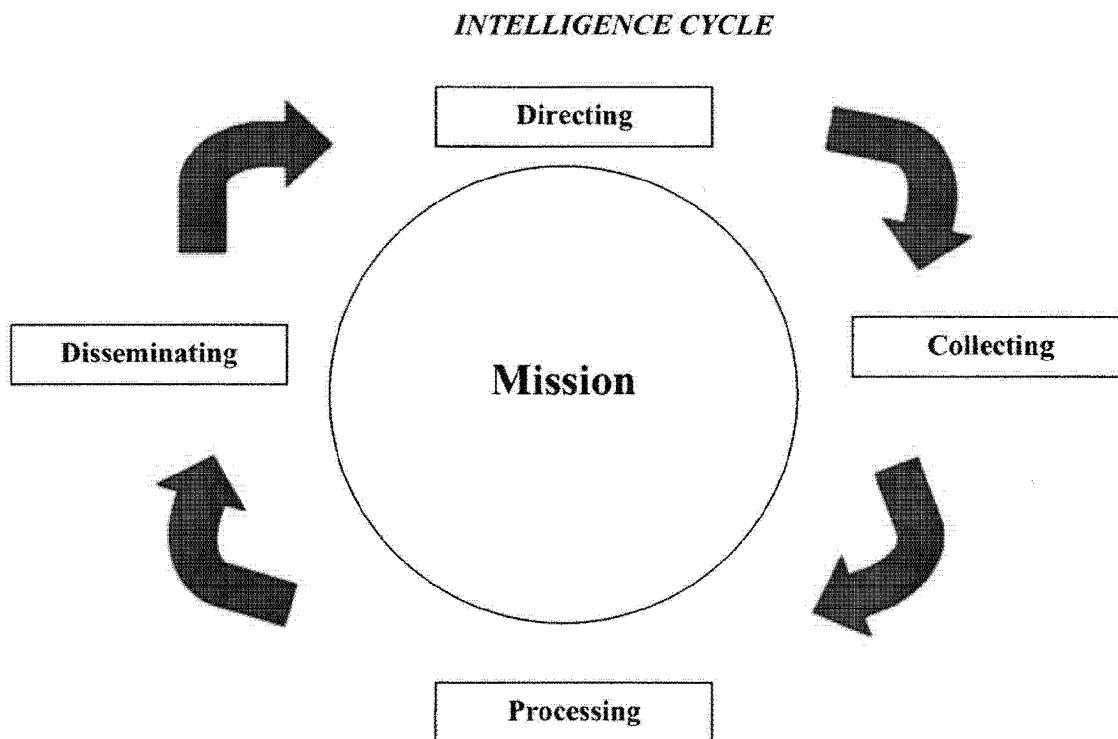 INTELLIGENCE CYCLE
Directing
Disseminating
Mission
Collecting
Processing